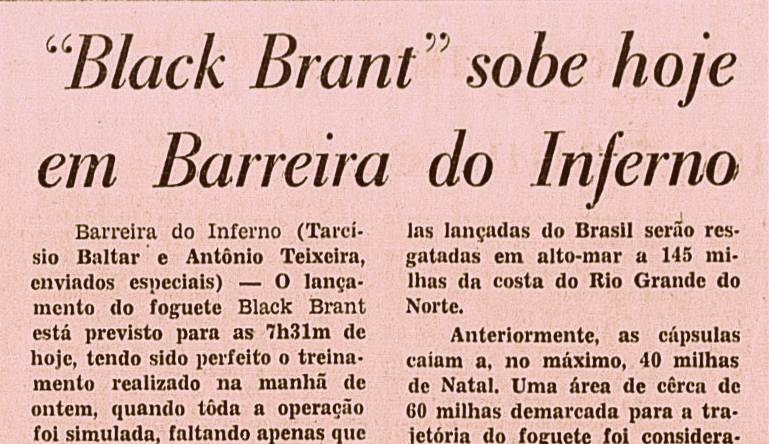 “Black Brant” sobe hoje
em Barreira do Inferno
Barreira do Inferno (Tarcí-
sio Baltar e Antônio Teixeira,
enviados especiais) — O lança-
mento do foguete Black Brant
está previsto para as 7h31m de
hoje, tendo sido perfeito o treina-
mento realizado na manhã de
ontem, quando tôda a operação
foi simulada, faltando apenas que
las lançadas do Brasil serão res-
gatadas em alto-mar a 145 mi-
lhas da costa do Rio Grande do
Norte.
Anteriormente, as cápsulas
caíam a, no máximo, 40 milhas
de Natal. Uma área de cêrca de
60 milhas demarcada para a tra-
jetória do foguete foi considera-